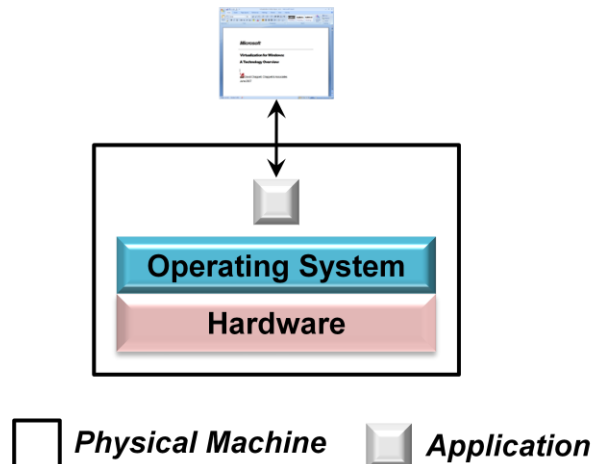 Microsoft
Virtualization for Windows
A Technology Overview
Operating System
Hardware
Physical Machine
Application